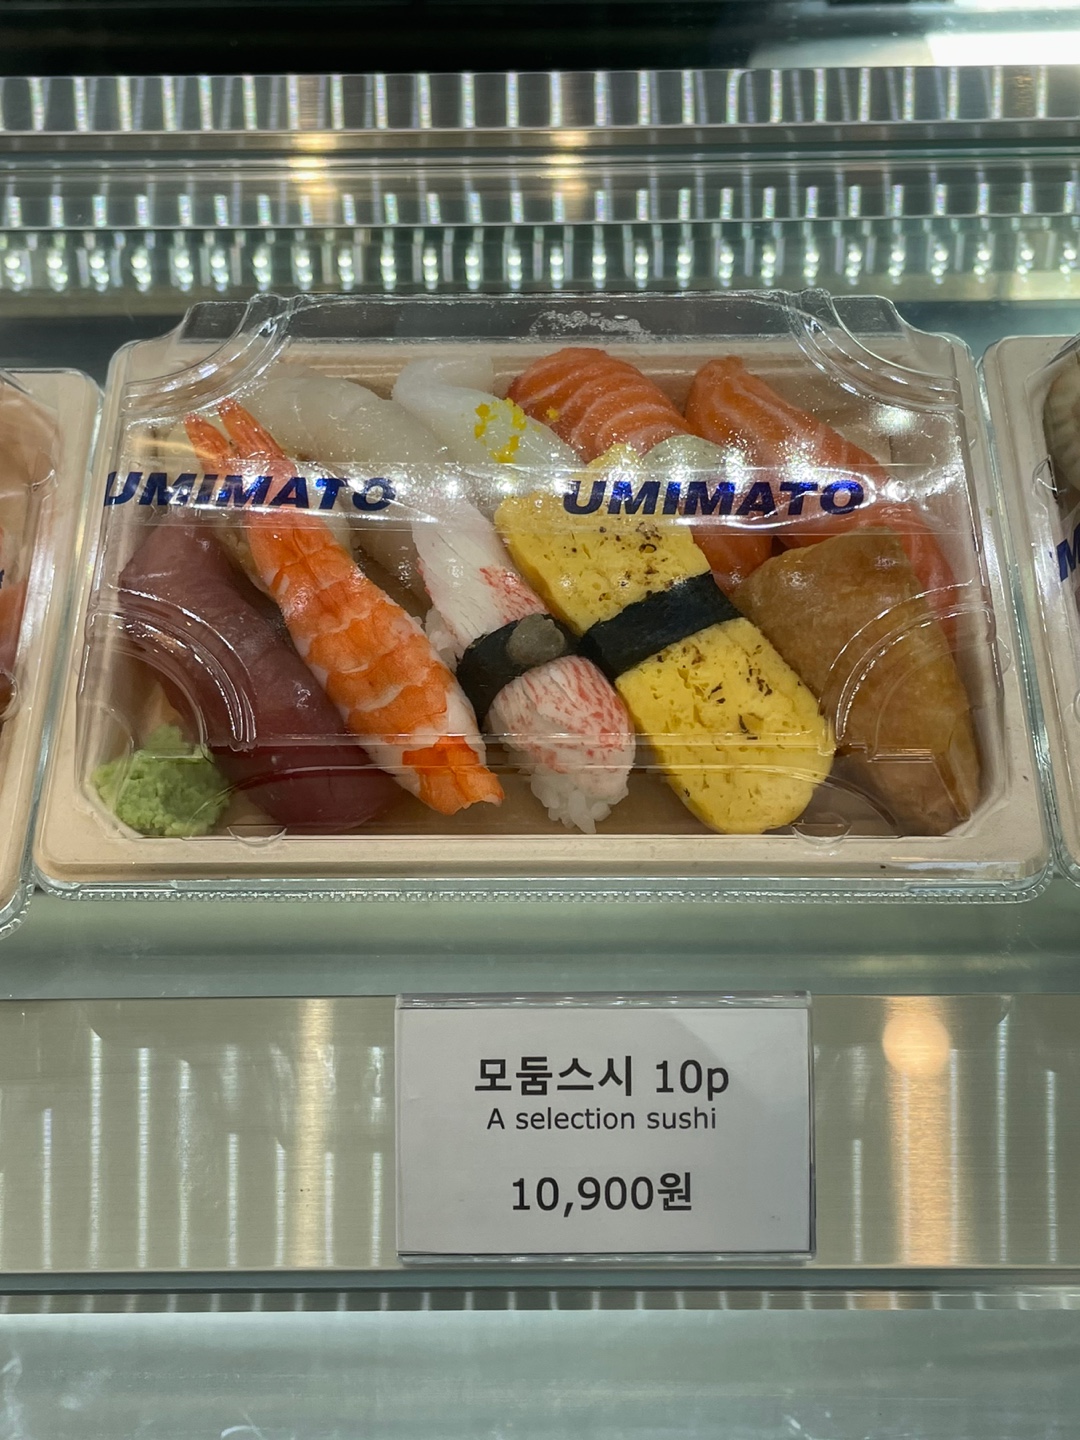 UMIMATO UMIMATO
모둠스시 10p
A selection sushi
10,900원